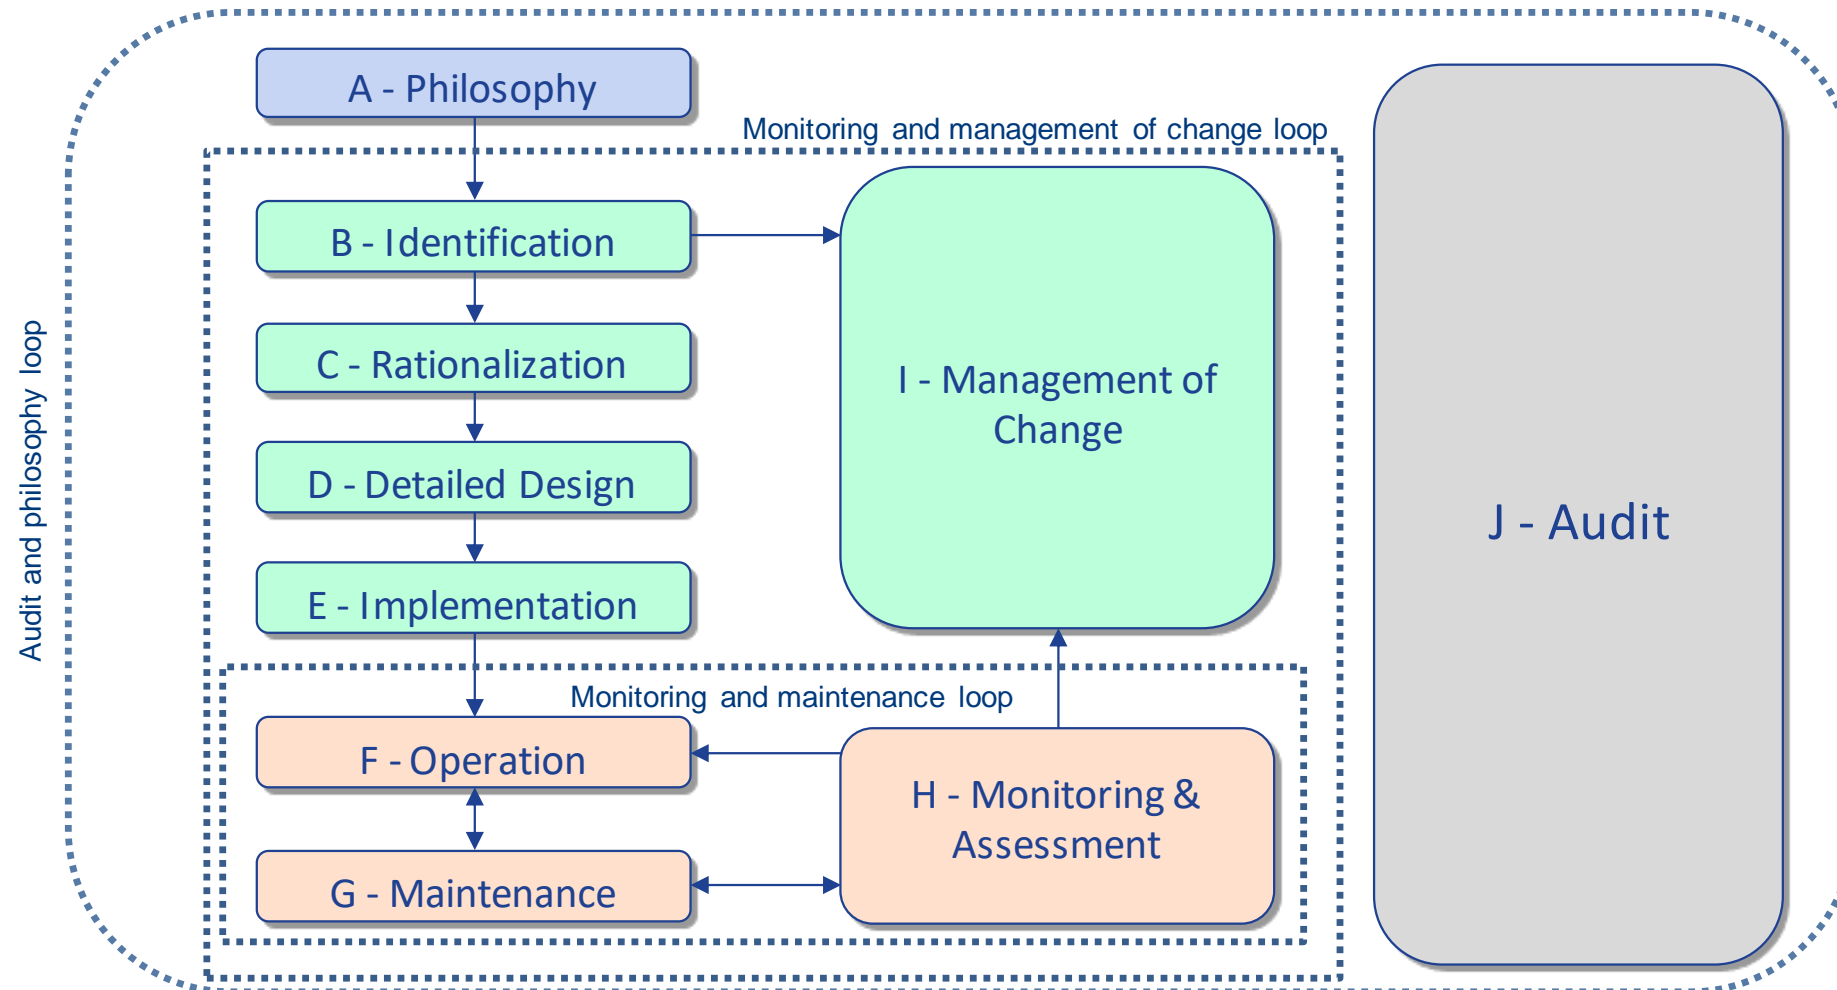 A - Philosophy
Monitoring and management of change loop
B - Identification
C - Rationalization
I - Management of
Change
D - Detailed Design
J - Audit
E - Implementation
Audit and philosophy loop
Monitoring and maintenance loop
F - Operation
H - Monitoring &
Assessment
G - Maintenance